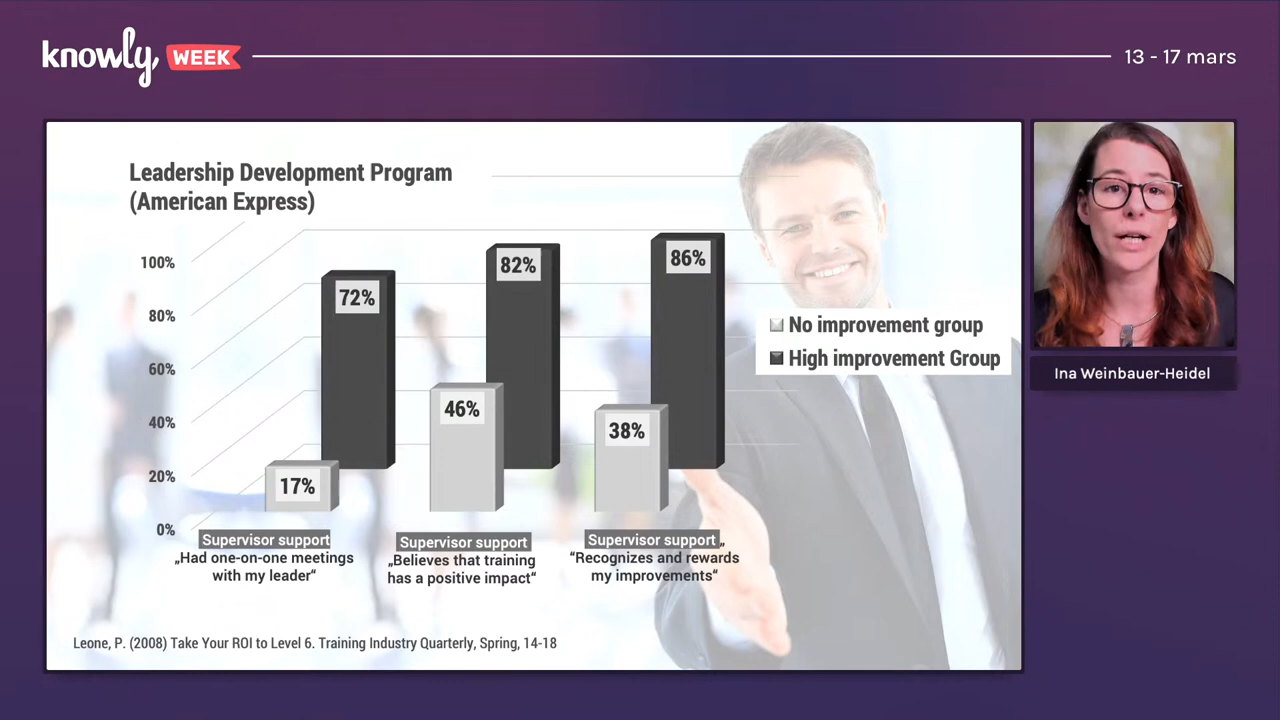 knowly WEEK
13 - 17 mars
Leadership Development Program
(American Express)
100%
80%
60%
40%
20%
0%
72%
82%
86%
17%
46%
38%
No improvement group
High improvement Group
Supervisor support
„Had one-on-one meetings
with my leader“
Supervisor support
„Believes that training
has a positive impact“
Supervisor support „
“Recognizes and rewards
my improvements“
Leone, P. (2008) Take Your ROI to Level 6. Training Industry Quarterly, Spring, 14-18
Ina Weinbauer-Heidel